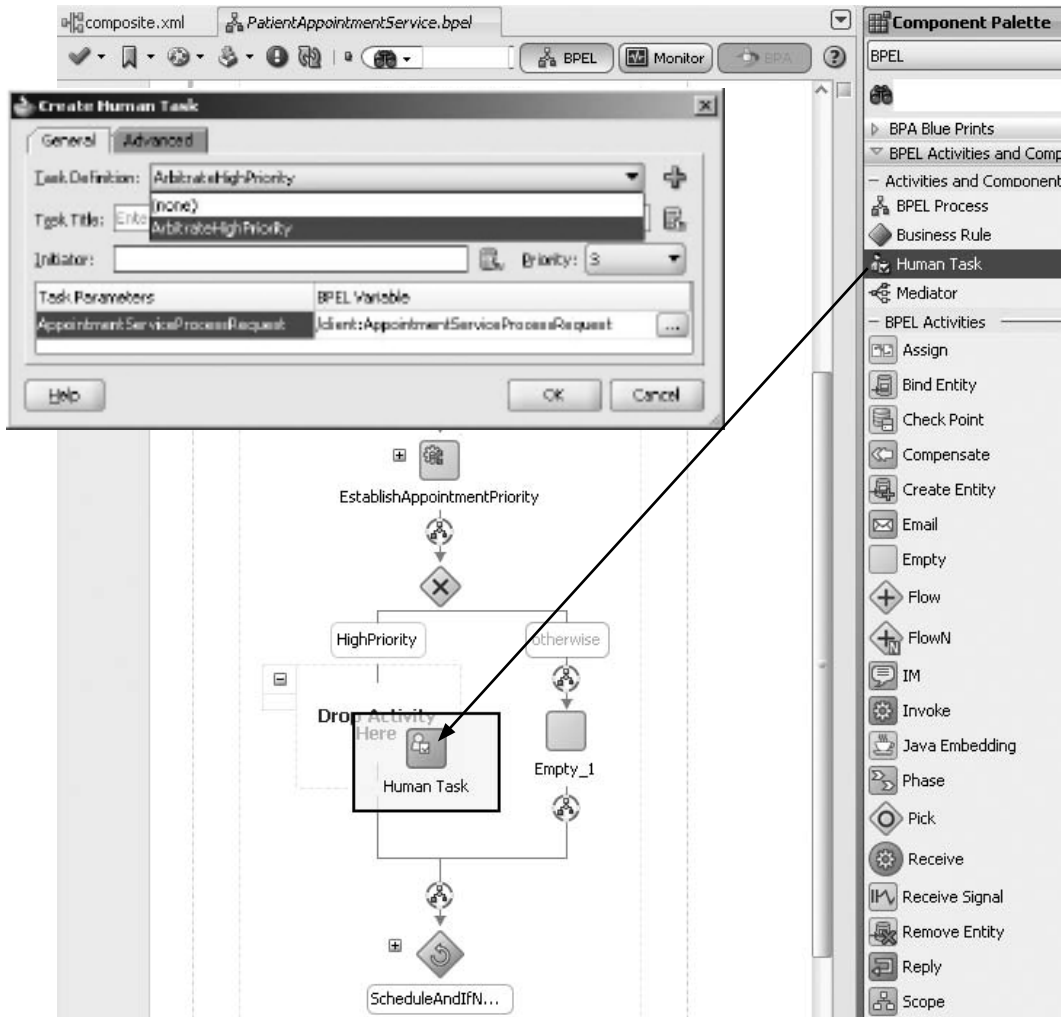 composite.xml
PatientAppointmentService.bpel
BPEL
Monitor
BPA
Create Human Task
General
Advanced
Task Definition:
ArbitrateHighPriority
(none)
ArbitrateHighPriority
Task Title:
Ente
Initiator:
Priority:
3
Task Parameters
BPEL Variable
AppointmentServiceProcessRequest
/client:AppointmentServiceProcessRequest
...
Help
OK
Cancel
EstablishAppointmentPriority
HighPriority
otherwise
Drop Activity
Here
Human Task
Empty_1
ScheduleAndIfN...
Component Palette
BPEL
BPA Blue Prints
BPEL Activities and Comp
Activities and Component
BPEL Process
Business Rule
Human Task
Mediator
BPEL Activities
Assign
Bind Entity
Check Point
Compensate
Create Entity
Email
Empty
Flow
FlowN
IM
Invoke
Java Embedding
Phase
Pick
Receive
Receive Signal
Remove Entity
Reply
Scope